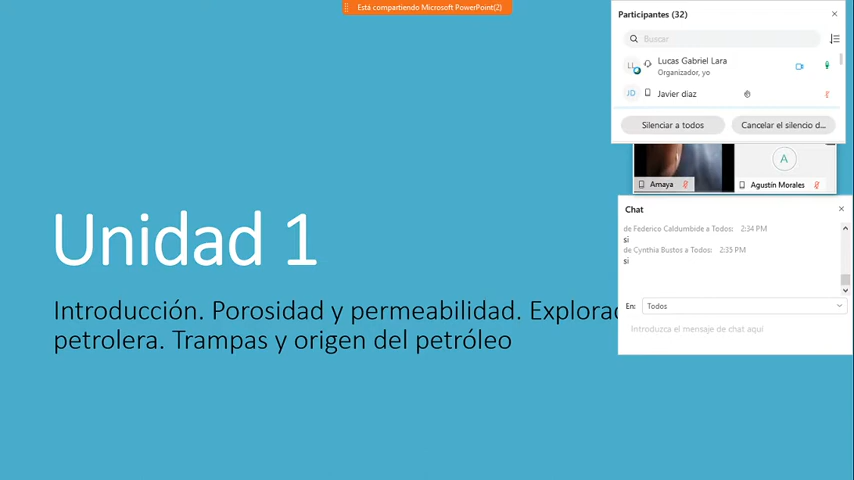 Está compartiendo Microsoft PowerPoint(2)
Participantes (32)
Buscar
LL
Lucas Gabriel Lara
Organizador, yo
JD
Javier diaz
Silenciar a todos
Cancelar el silencio d...
A
Amaya
Agustín Morales
Chat
de Federico Caldumbide a Todos: 2:34 PM
si
de Cynthia Bustos a Todos: 2:35 PM
si
En:
Todos
Introduzca el mensaje de chat aquí
Unidad 1
Introducción. Porosidad y permeabilidad. Explorac
petrolera. Trampas y origen del petróleo